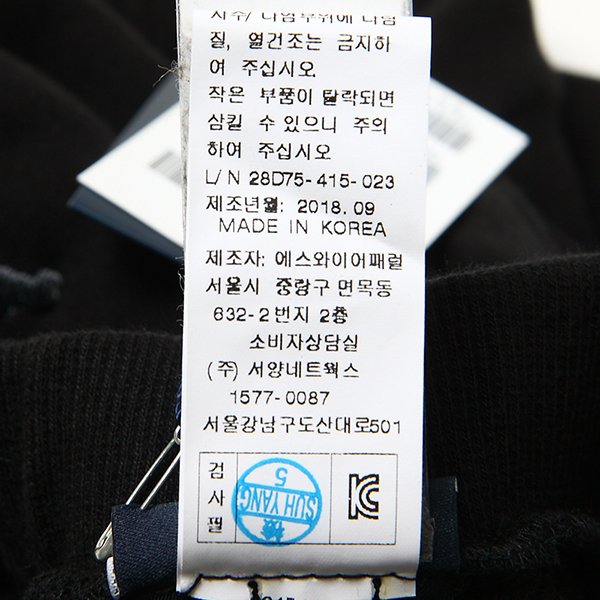 질, 열건조는 금지하
여 주십시오.
작은 부품이 탈락되면
삼킬 수 있으니 주의
하여 주십시오
L/N 28D75-415-023
제조년월: 2018.09
MADE IN KOREA
제조자: 에스와이어패럴
서울시 중랑구 면목동
632-2번지 2층
소비자상담실
(주) 서양네트웍스
1577-0087
서울강남구도산대로501
검사필
5
SUH YANG
KC